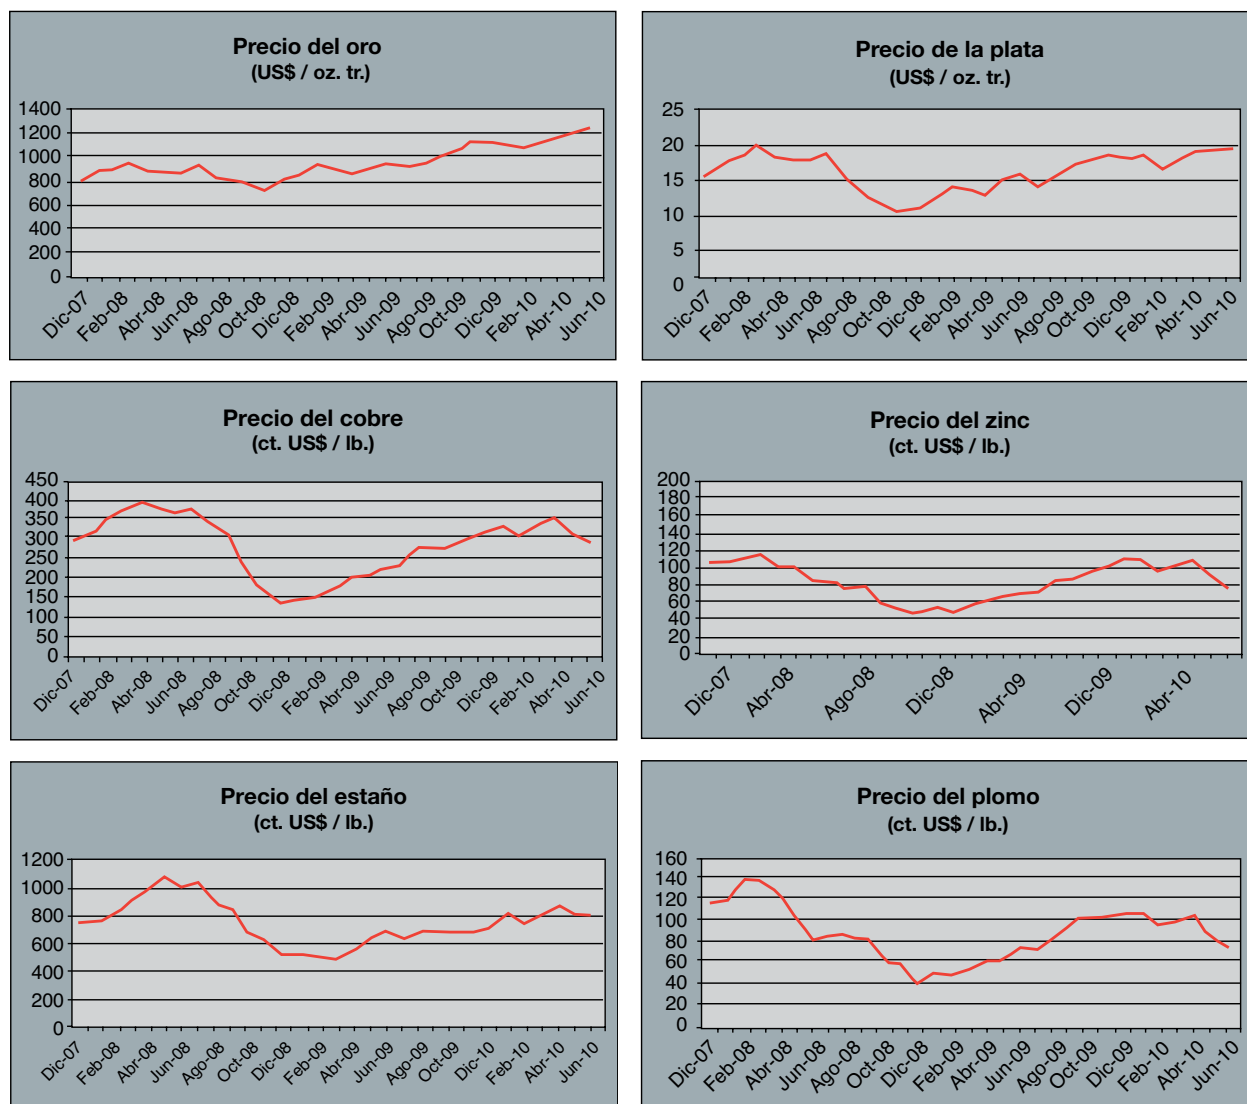 Precio del oro
(US$ / oz. tr.)
1400
1200
1000
800
600
400
200
0
Dic-07
Feb-08
Abr-08
Jun-08
Ago-08
Oct-08
Dic-08
Feb-09
Abr-09
Jun-09
Ago-09
Oct-09
Dic-09
Feb-10
Abr-10
Jun-10
Precio de la plata
(US$ / oz. tr.)
25
20
15
10
5
0
Dic-07
Feb-08
Abr-08
Jun-08
Ago-08
Oct-08
Dic-08
Feb-09
Abr-09
Jun-09
Ago-09
Oct-09
Dic-09
Feb-10
Abr-10
Jun-10
Precio del cobre
(ct. US$ / lb.)
450
400
350
300
250
200
150
100
50
0
Dic-07
Feb-08
Abr-08
Jun-08
Ago-08
Oct-08
Dic-08
Feb-09
Abr-09
Jun-09
Ago-09
Oct-09
Dic-09
Feb-10
Abr-10
Jun-10
Precio del zinc
(ct. US$ / lb.)
200
180
160
140
120
100
80
60
40
20
0
Dic-07
Abr-08
Ago-08
Dic-08
Abr-09
Dic-09
Abr-10
Precio del estaño
(ct. US$ / lb.)
1200
1000
800
600
400
200
0
Dic-07
Feb-08
Abr-08
Jun-08
Ago-08
Oct-08
Dic-08
Feb-09
Abr-09
Jun-09
Ago-09
Oct-09
Dic-10
Feb-10
Abr-10
Jun-10
Precio del plomo
(ct. US$ / lb.)
160
140
120
100
80
60
40
20
0
Dic-07
Feb-08
Abr-08
Jun-08
Ago-08
Oct-08
Dic-08
Feb-09
Abr-09
Jun-09
Ago-09
Oct-09
Dic-09
Feb-10
Abr-10
Jun-10